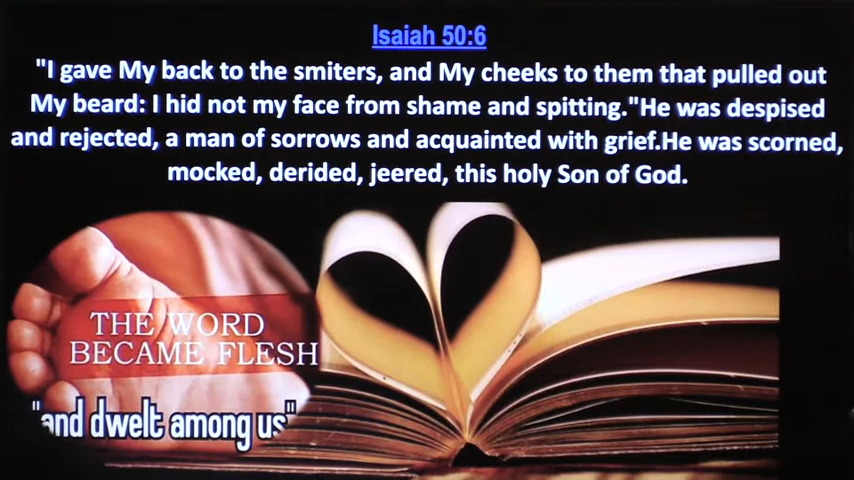 Isaiah 50:6
"I gave My back to the smiters, and My cheeks to them that pulled out
My beard: I hid not my face from shame and spitting."He was despised
and rejected, a man of sorrows and acquainted with grief.He was scorned,
mocked, derided, jeered, this holy Son of God.
THE WORD
BECAME FLESH
"and dwelt among us"